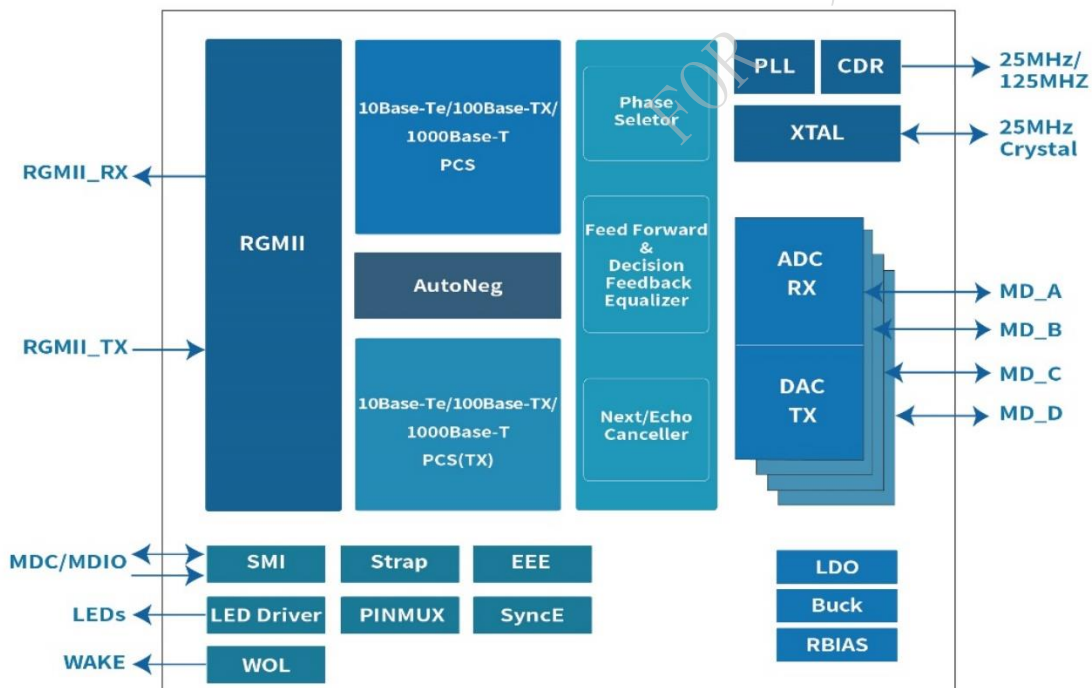 RGMII_RX
RGMII_TX
RGMII
10Base-Te/100Base-TX/
1000Base-T
PCS
AutoNeg
10Base-Te/100Base-TX/
1000Base-T
PCS(TX)
Phase
Seletor
Feed Forward
&
Decision
Feedback
Equalizer
Next/Echo
Canceller
FOR
PLL
CDR
25MHz/
125MHZ
XTAL
25MHz
Crystal
ADC
RX
DAC
TX
MD_A
MD_B
MD_C
MD_D
MDC/MDIO
SMI
Strap
EEE
LEDs
LED Driver
PINMUX
SyncE
WAKE
WOL
LDO
Buck
RBIAS